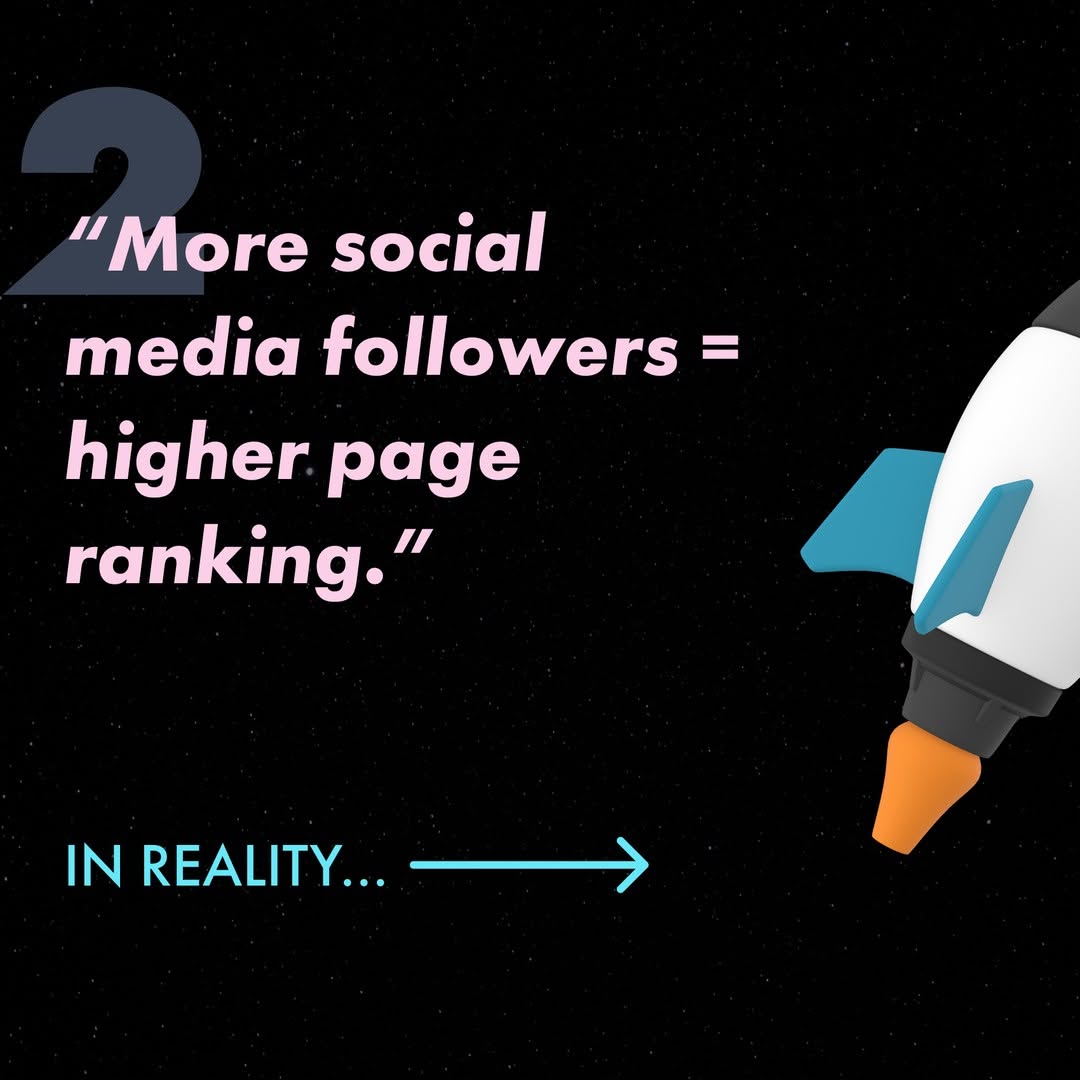 2
“More social
media followers =
higher page
ranking.”
IN REALITY...